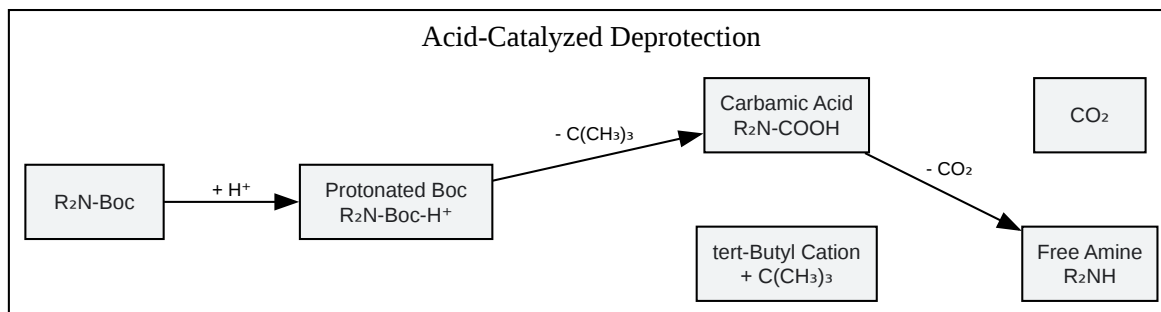 Acid-Catalyzed Deprotection
R₂N-Boc
+ H⁺
Protonated Boc
R₂N-Boc-H⁺
- C(CH₃)₃
Carbamic Acid
R₂N-COOH
tert-Butyl Cation
+ C(CH₃)₃
- CO₂
CO₂
Free Amine
R₂NH